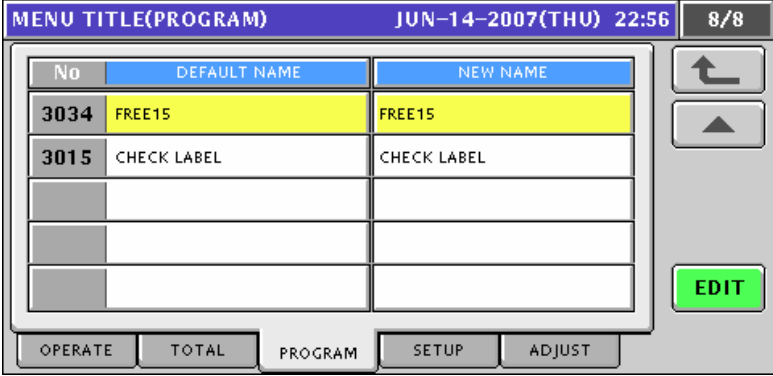 MENU TITLE(PROGRAM) JUN-14-2007(THU) 22:56 8/8
No DEFAULT NAME NEW NAME
3034 FREE15 FREE15
3015 CHECK LABEL CHECK LABEL
EDIT
OPERATE TOTAL PROGRAM SETUP ADJUST